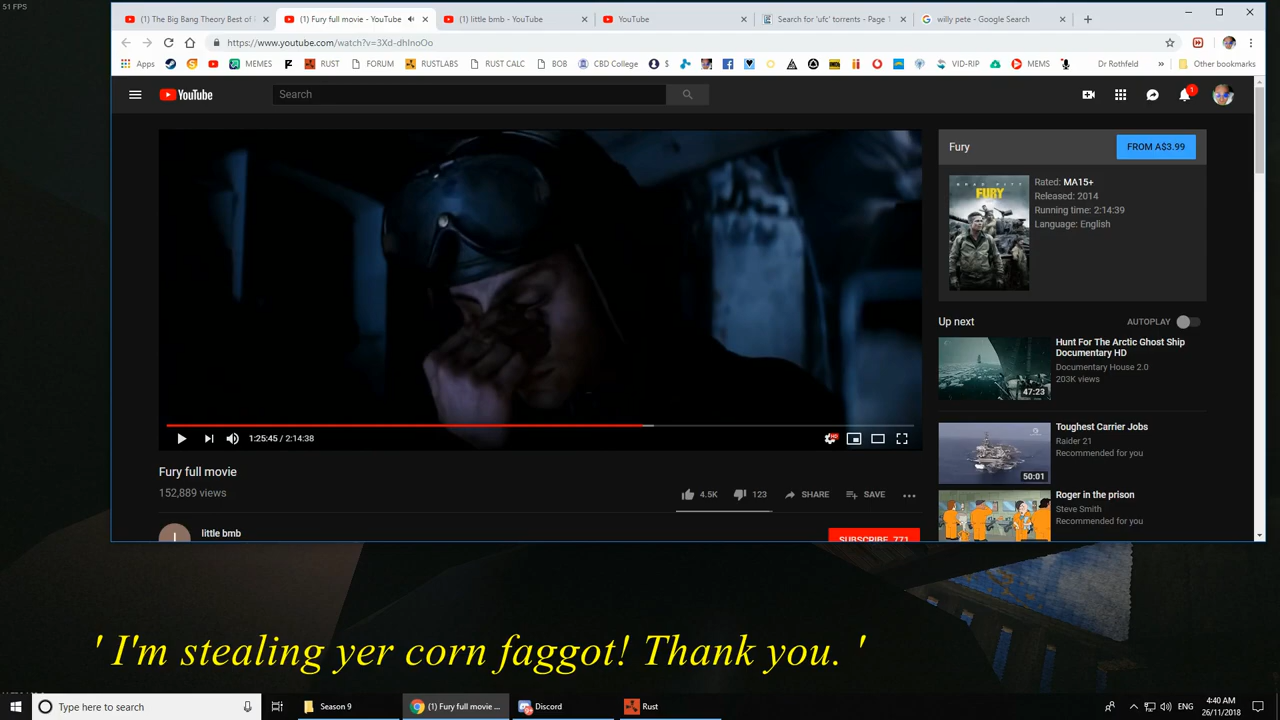 51 FPS
(1) The Big Bang Theory Best of S
(1) Fury full movie - YouTube
(1) little bmb - YouTube
YouTube
Search for 'ufc' torrents - Page 1
willy pete - Google Search
https://www.youtube.com/watch?v=3Xd-dhInoOo
Apps
MEMES
RUST
FORUM
RUSTLABS
RUST CALC
BOB
CBD College
$
VID-RIP
MEMS
Dr Rothfeld
»
Other bookmarks
YouTube
Search
1
Fury
FROM A$3.99
FURY
Rated: MA15+
Released: 2014
Running time: 2:14:39
Language: English
Up next
AUTOPLAY
Hunt For The Arctic Ghost Ship
Documentary HD
Documentary House 2.0
203K views
47:23
Toughest Carrier Jobs
Raider 21
Recommended for you
50:01
Roger in the prison
Steve Smith
Recommended for you
1:25:45 / 2:14:38
HD
Fury full movie
152,889 views
4.5K
123
SHARE
SAVE
little bmb
SUBSCRIBE 771
' I'm stealing yer corn faggot! Thank you. '
Type here to search
Season 9
(1) Fury full movie ...
Discord
Rust
ENG
4:40 AM
26/11/2018